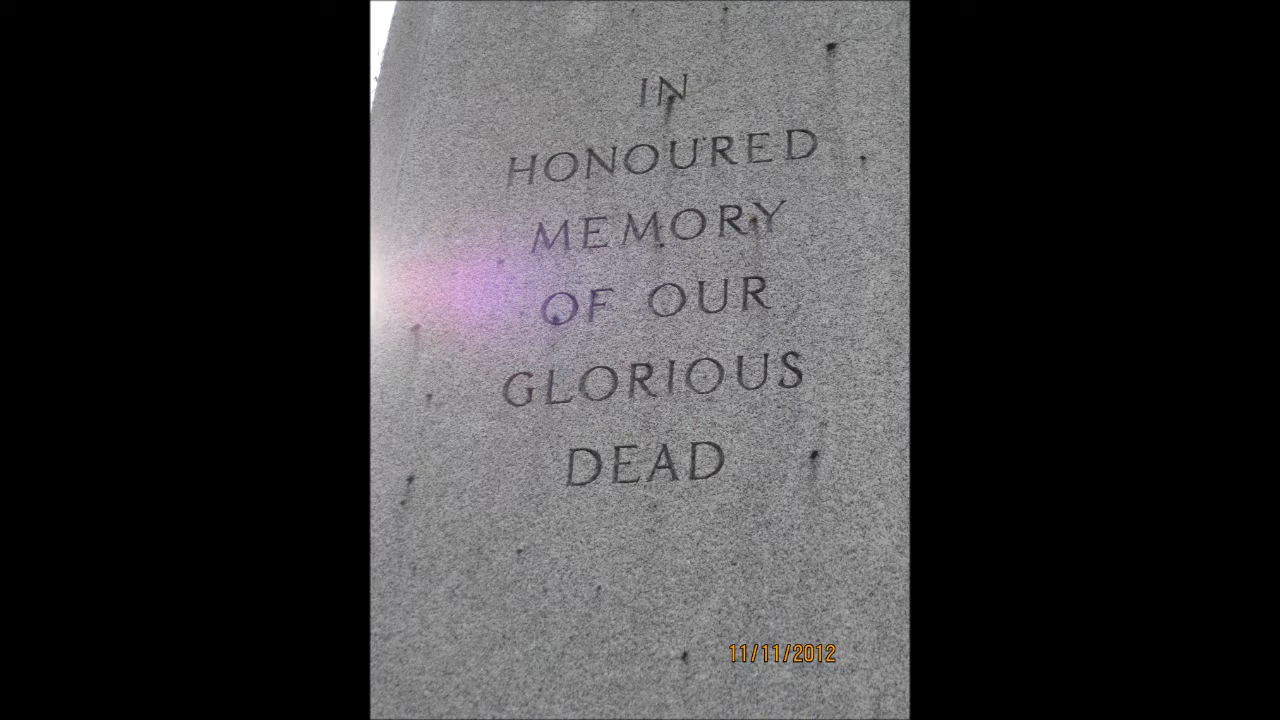 IN
HONOURED
MEMORY
OF OUR
GLORIOUS
DEAD
11/11/2012